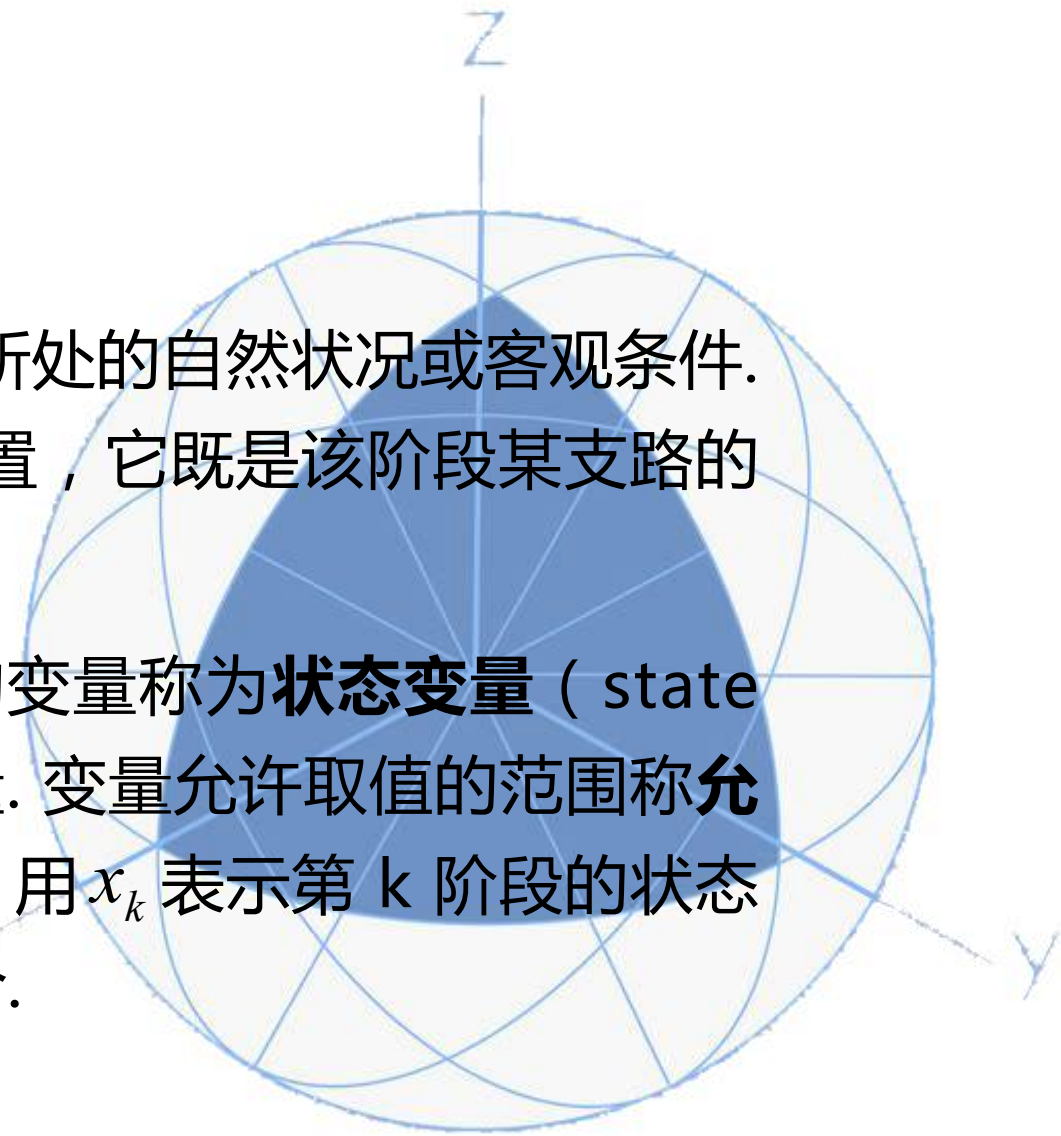 Z
所处的自然状况或客观条件.
置，它既是该阶段某支路的
变量称为状态变量（state
. 变量允许取值的范围称允
用 x_k 表示第 k 阶段的状态
.
Y